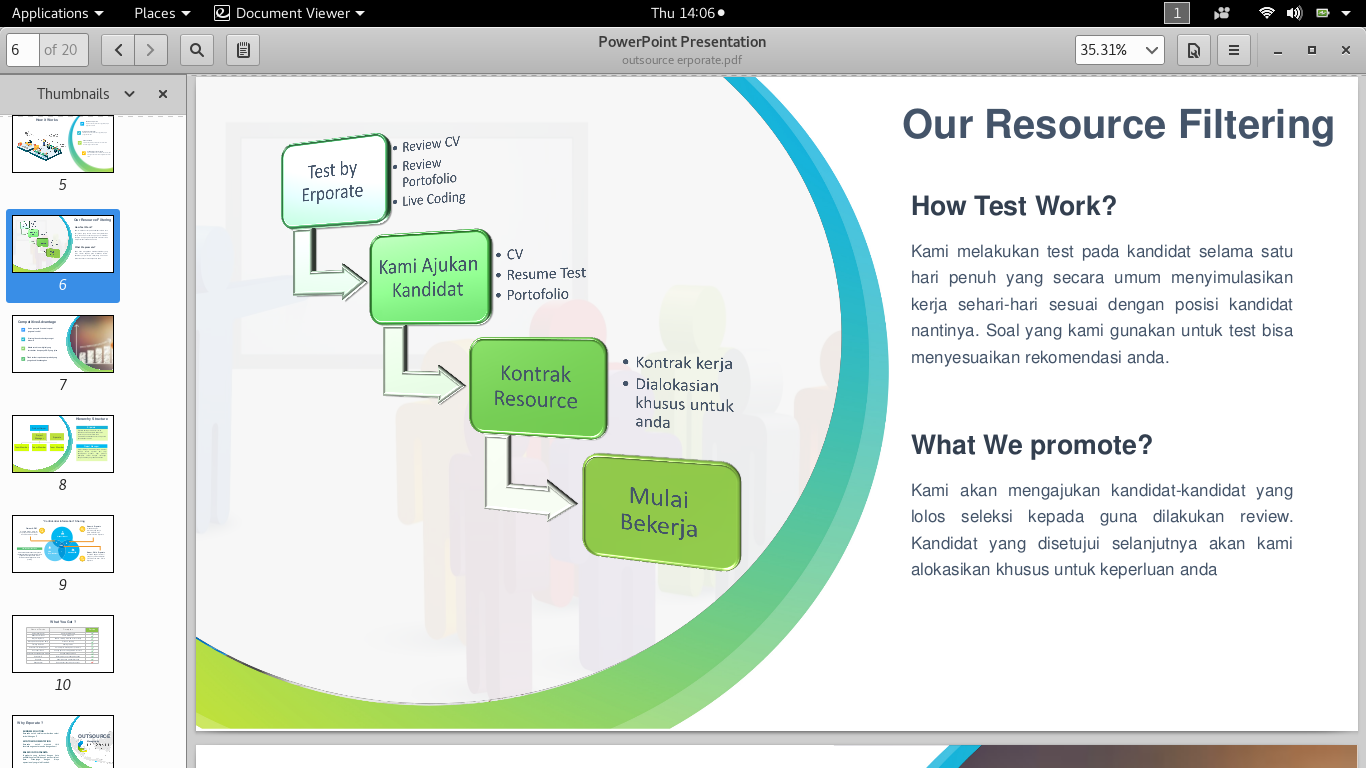 Applications
Places
Document Viewer
Thu 14:06
1
6 of 20
PowerPoint Presentation
outsource erporate.pdf
35.31%
Thumbnails
5
6
7
8
9
10
Our Resource Filtering
Test by
Erporate
• Review CV
• Review
Portofolio
• Live Coding
Kami Ajukan
Kandidat
• CV
• Resume Test
• Portofolio
Kontrak
Resource
• Kontrak kerja
• Dialokasian
khusus untuk
anda
Mulai
Bekerja
How Test Work?
Kami melakukan test pada kandidat selama satu
hari penuh yang secara umum menyimulasikan
kerja sehari-hari sesuai dengan posisi kandidat
nantinya. Soal yang kami gunakan untuk test bisa
menyesuaikan rekomendasi anda.
What We promote?
Kami akan mengajukan kandidat-kandidat yang
lolos seleksi kepada guna dilakukan review.
Kandidat yang disetujui selanjutnya akan kami
alokasikan khusus untuk keperluan anda